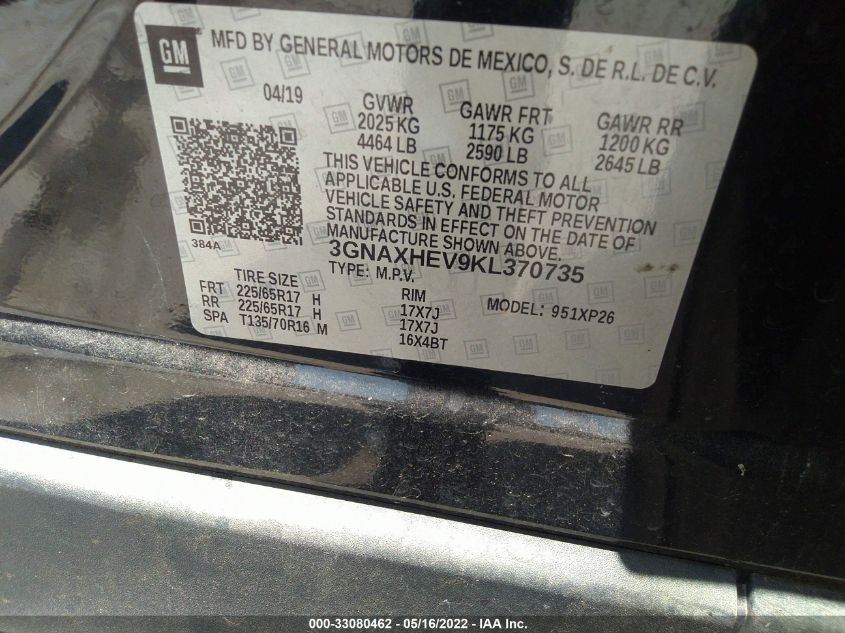 GM MFD BY GENERAL MOTORS DE MEXICO, S. DE R.L. DE C.V.
04/19 GVWR GAWR FRT GAWR RR
2025 KG 1175 KG 1200 KG
4464 LB 2590 LB 2645 LB
THIS VEHICLE CONFORMS TO ALL
APPLICABLE U.S. FEDERAL MOTOR
VEHICLE SAFETY AND THEFT PREVENTION
STANDARDS IN EFFECT ON THE DATE OF
MANUFACTURE SHOWN ABOVE.
384A
3GNAXHEV9KL370735
TYPE: M.P.V. MODEL: 951XP26
TIRE SIZE RIM
FRT 225/65R17 H 17X7J
RR 225/65R17 H 17X7J
SPA T135/70R16 M 16X4BT
000-33080462 - 05/16/2022 - IAA Inc.